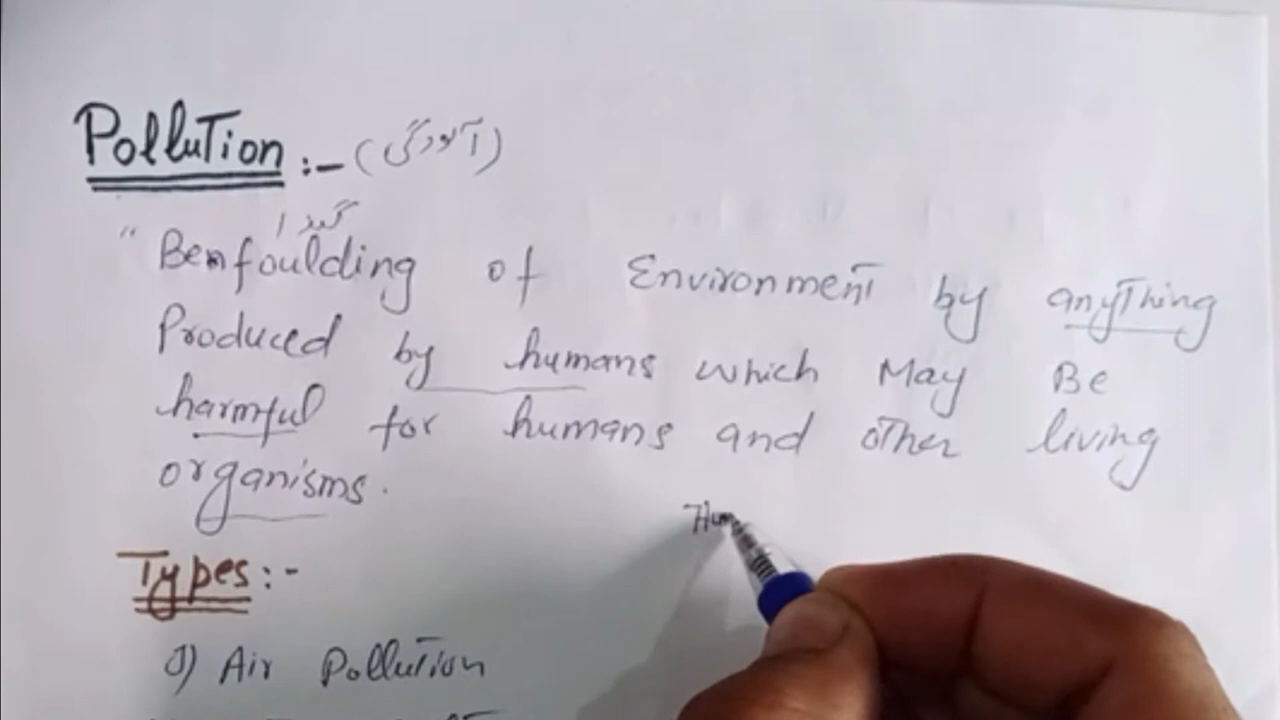 Pollution :- (آلودگی)
گندا
"Benfoulding of Environment by anything
Produced by humans which May Be
harmful for humans and other living
organisms.
Types:-
1) Air Pollution